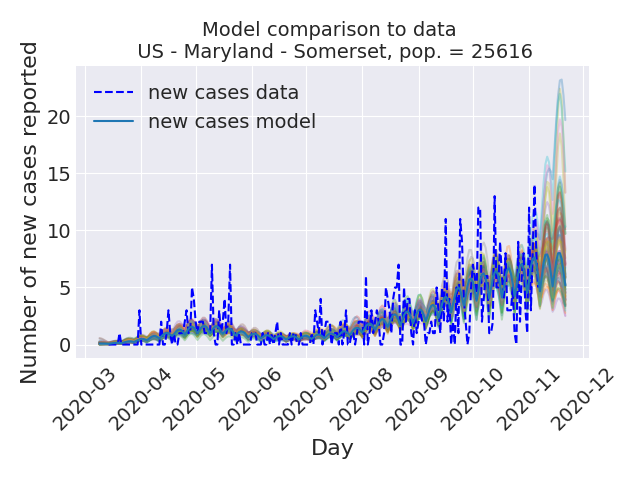 Model comparison to data
US - Maryland - Somerset, pop. = 25616
Number of new cases reported
new cases data
new cases model
20
15
10
5
0
2020-03
2020-04
2020-05
2020-06
2020-07
2020-08
2020-09
2020-10
2020-11
2020-12
Day